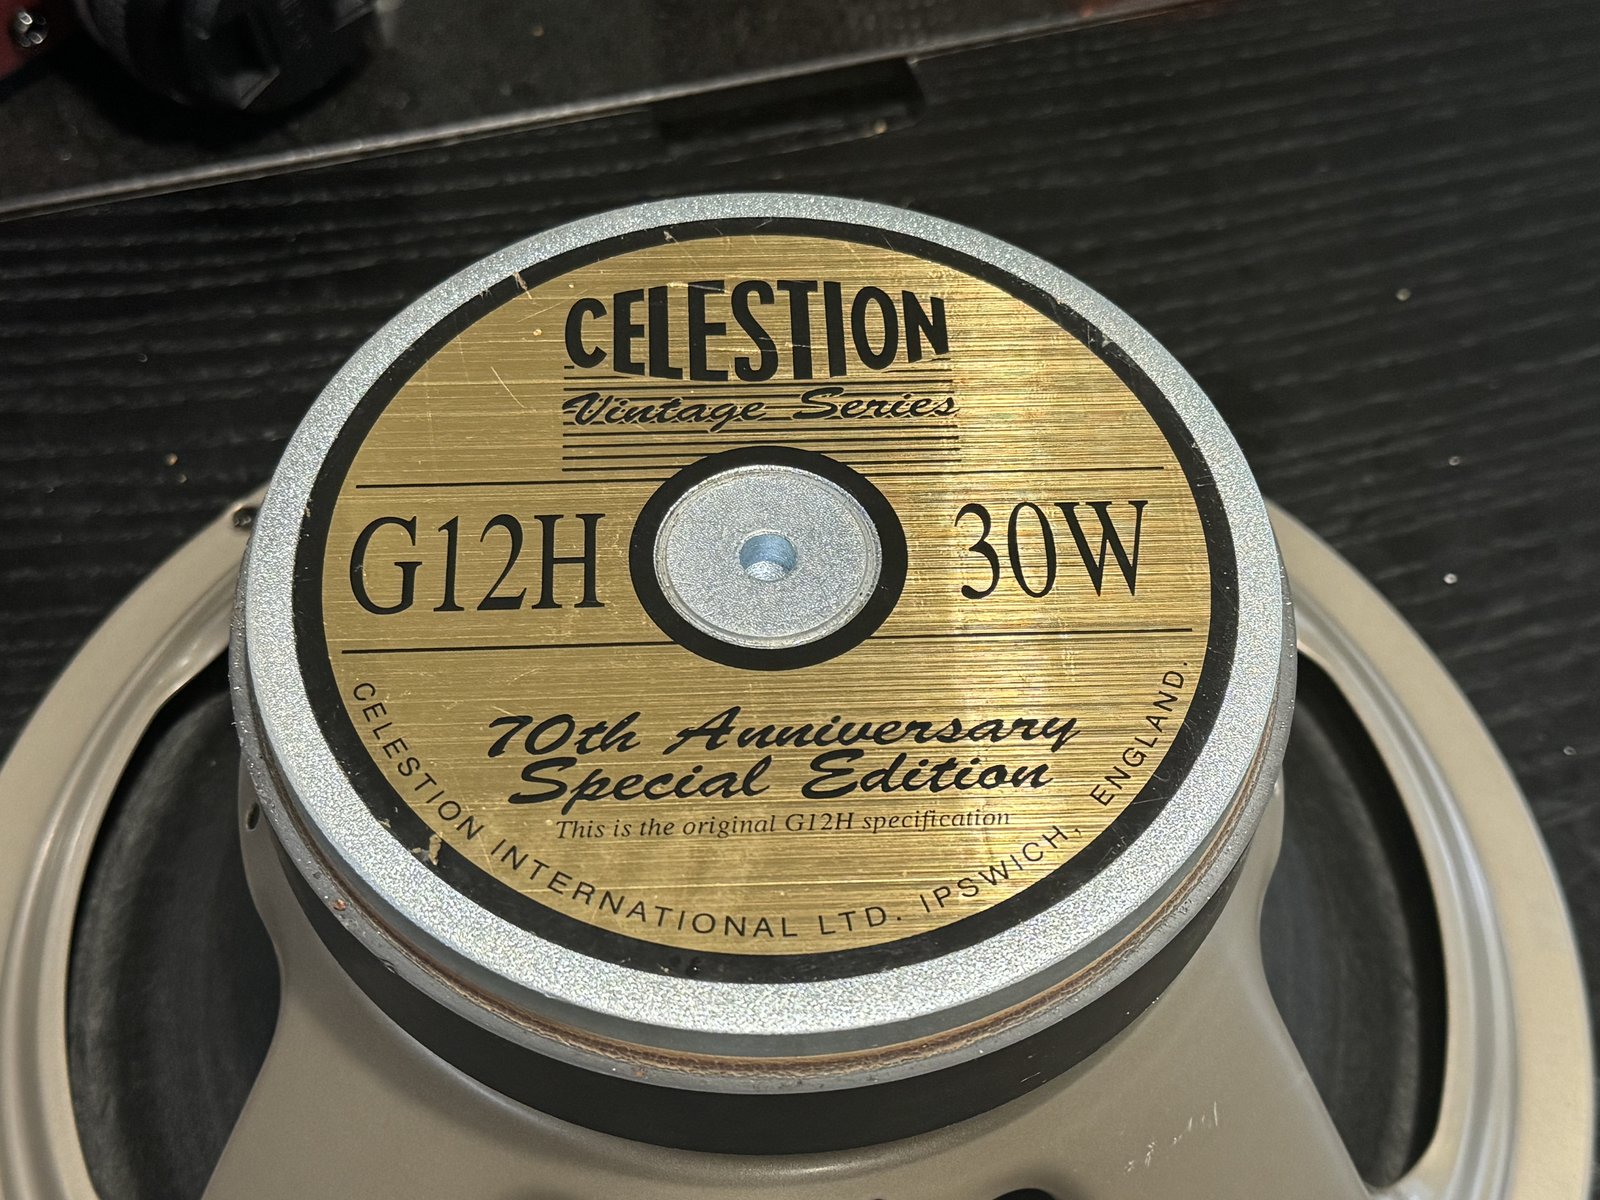 CELESTION
Vintage Series
G12H 30W
70th Anniversary
Special Edition
This is the original G12H specification
CELESTION INTERNATIONAL LTD. IPSWICH, ENGLAND.